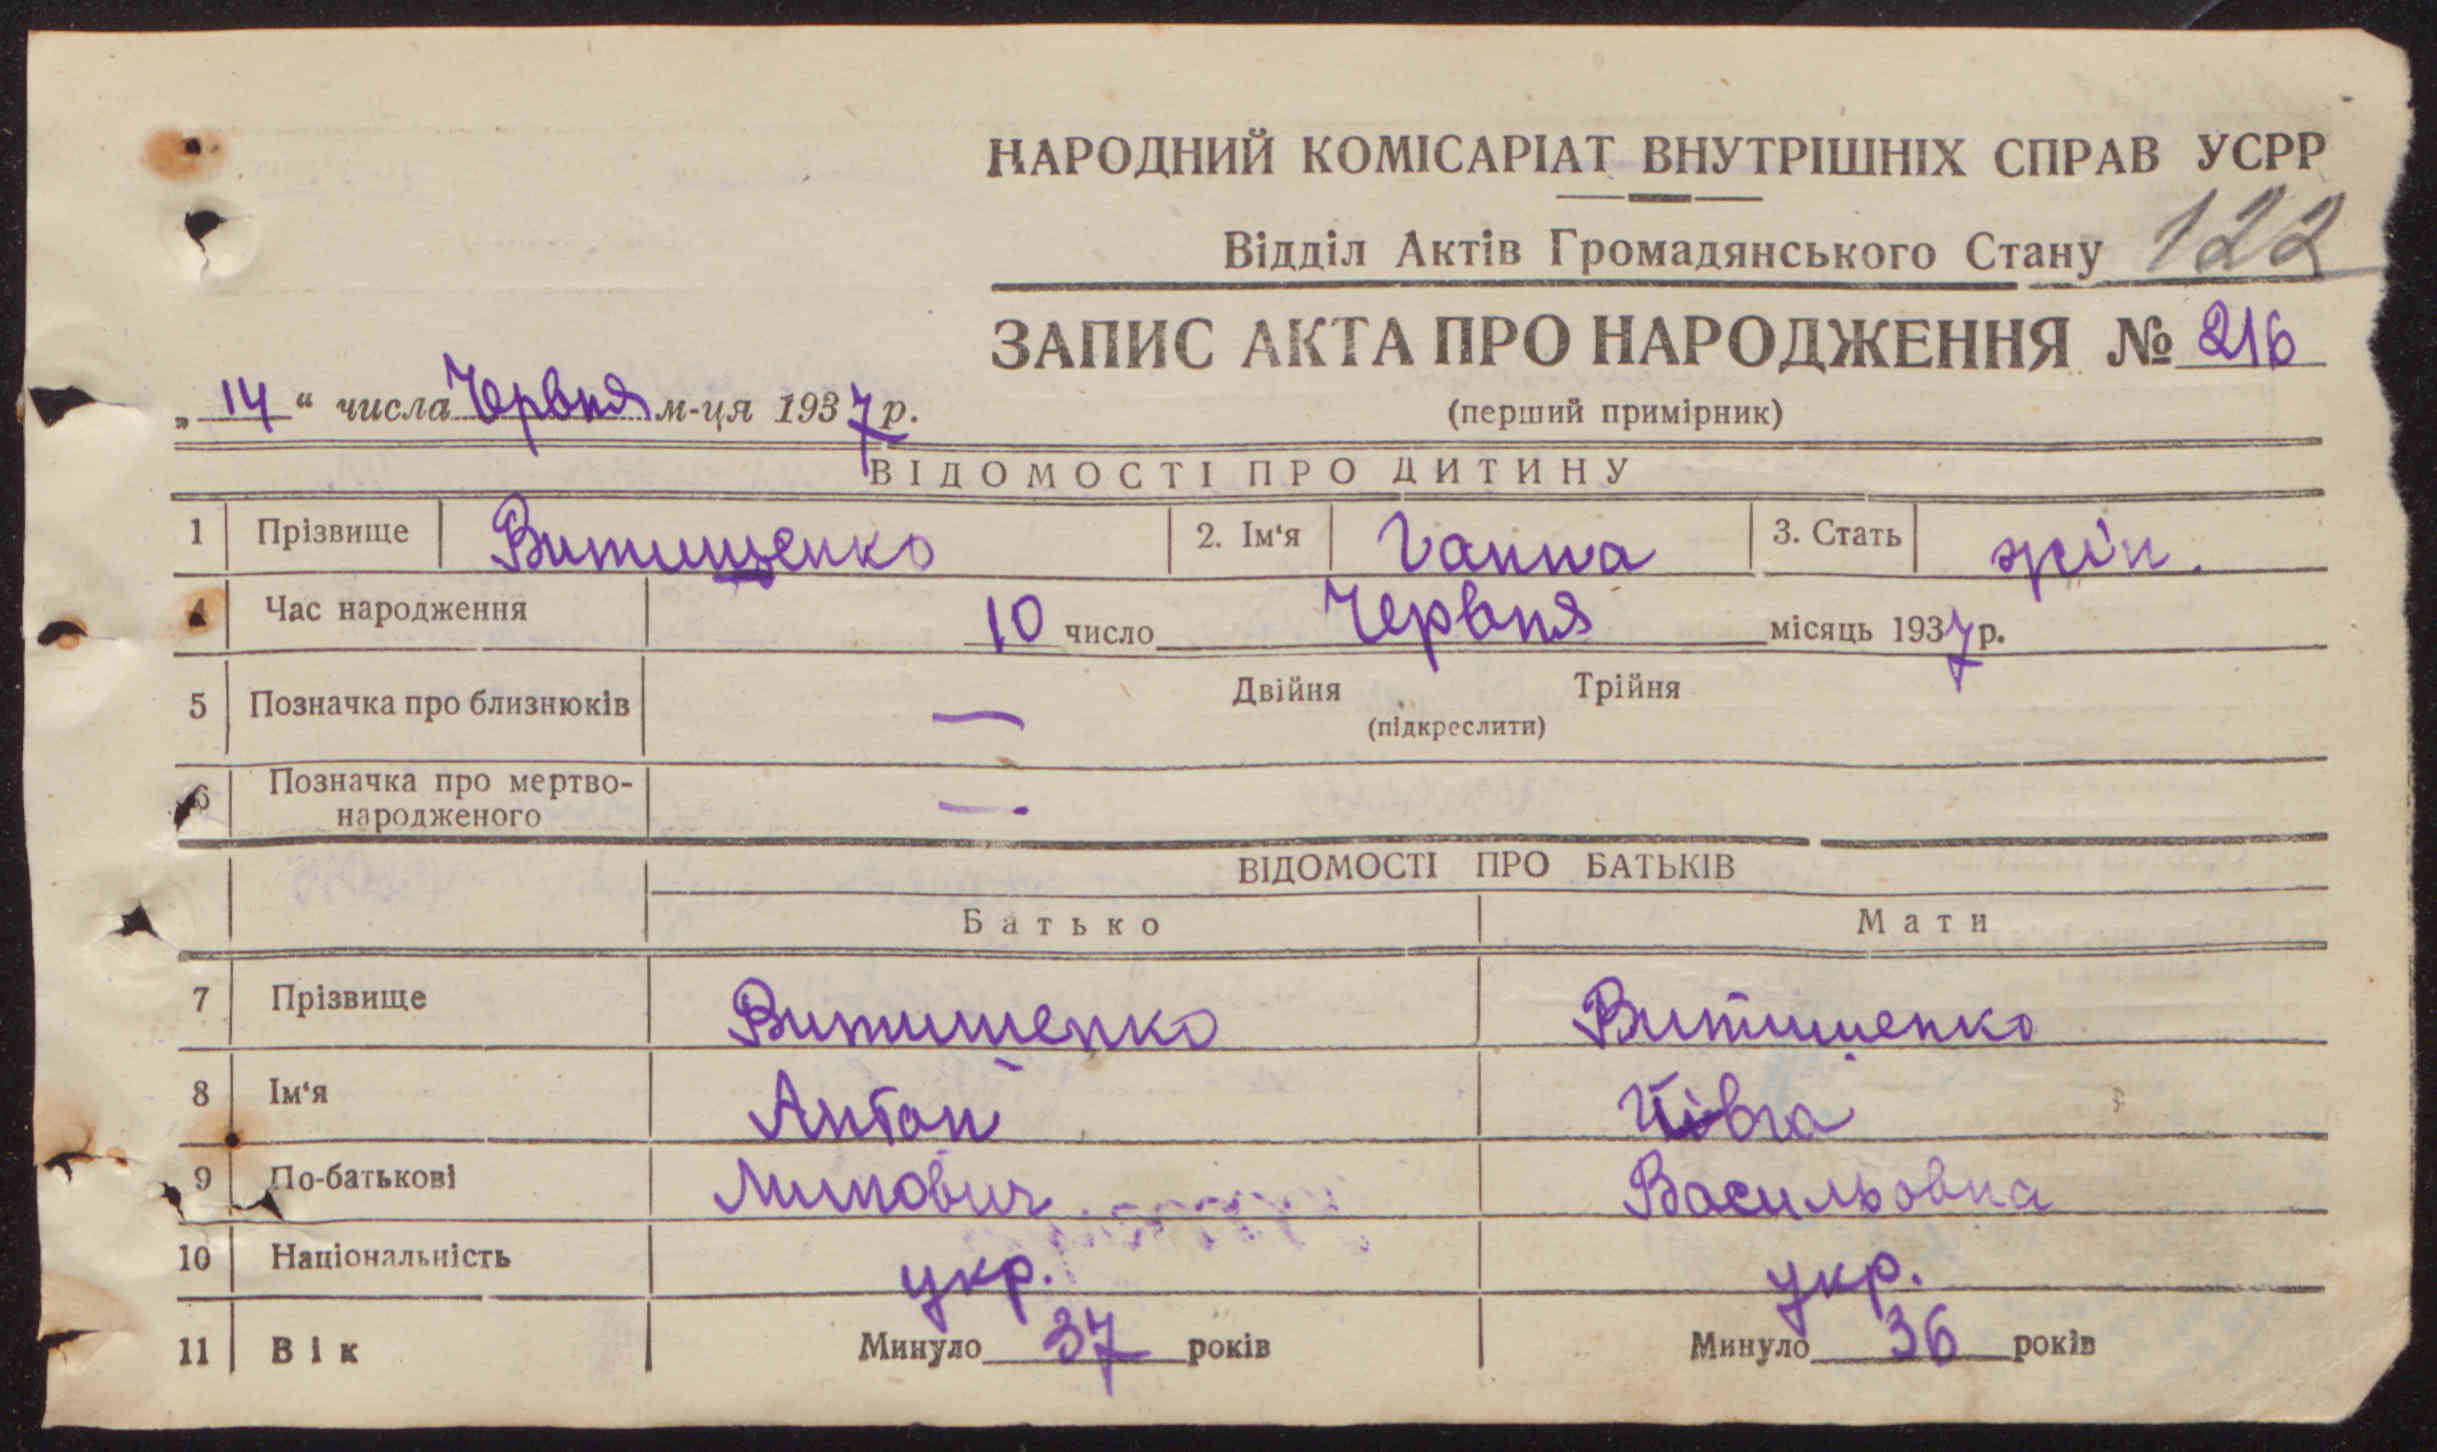 НАРОДНИЙ КОМІСАРІАТ ВНУТРІШНІХ СПРАВ УСРР
Відділ Актів Громадянського Стану 122
ЗАПИС АКТА ПРО НАРОДЖЕННЯ № 216
„ 14 “ числа Червня м-ця 1937 р.
(перший примірник)
ВІДОМОСТІ ПРО ДИТИНУ
1 Прізвище Витищенко 2. Ім‘я Ганна 3. Стать жін.
4 Час народження 10 число Червня місяць 1937 р.
5 Позначка про близнюків — Двійня Трійня
(підкреслити)
6 Позначка про мертво-
народженого —.
ВІДОМОСТІ ПРО БАТЬКІВ
Батько Мати
7 Прізвище Витишенко Витишенко
8 Ім‘я Антон
9 По-батькові Васильовна
10 Національність укр. укр.
11 Вік Минуло 37 років Минуло 36 років